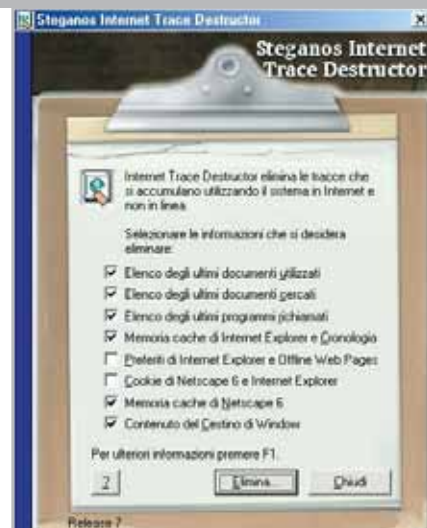 Steganos Internet Trace Destructor
Steganos Internet
Trace Destructor
Internet Trace Destructor elimina le tracce che
si accumulano utilizzando il sistema in Internet e
non in linea.
Selezionare le informazioni che si desidera
eliminare:
Elenco degli ultimi documenti utilizzati
Elenco degli ultimi documenti cercati
Elenco degli ultimi programmi richiamati
Memoria cache di Internet Explorer e Cronologia
Preferiti di Internet Explorer e Offline Web Pages
Cookie di Netscape 6 e Internet Explorer
Memoria cache di Netscape 6
Contenuto del Cestino di Window
Per ulteriori informazioni premere F1.
? Elimina... Chiudi
Release 7